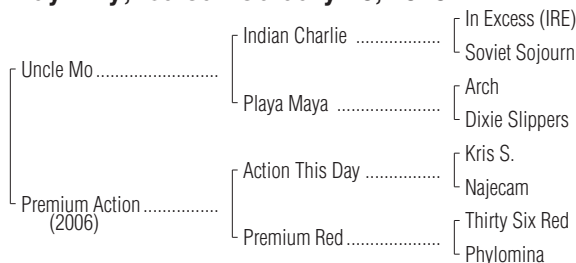 In Excess (IRE)
Indian Charlie ...................
Soviet Sojourn
Uncle Mo ...........................
Arch
Playa Maya .......................
Dixie Slippers
Kris S.
Action This Day .................
Najecam
Premium Action ................
(2006)
Thirty Six Red
Premium Red .....................
Phylomina